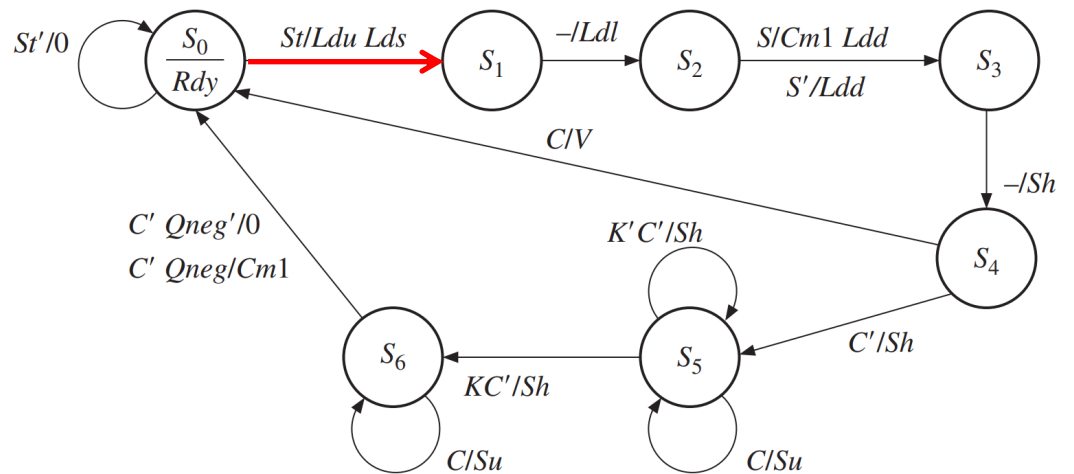 St′/0
S₀
Rdy
St/Ldu Lds
S₁
–/Ldl
S₂
S/Cm1 Ldd
S′/Ldd
S₃
C/V
–/Sh
C′ Qneg′/0
C′ Qneg/Cm1
K′C′/Sh
S₄
C′/Sh
S₆
KC′/Sh
S₅
C/Su
C/Su